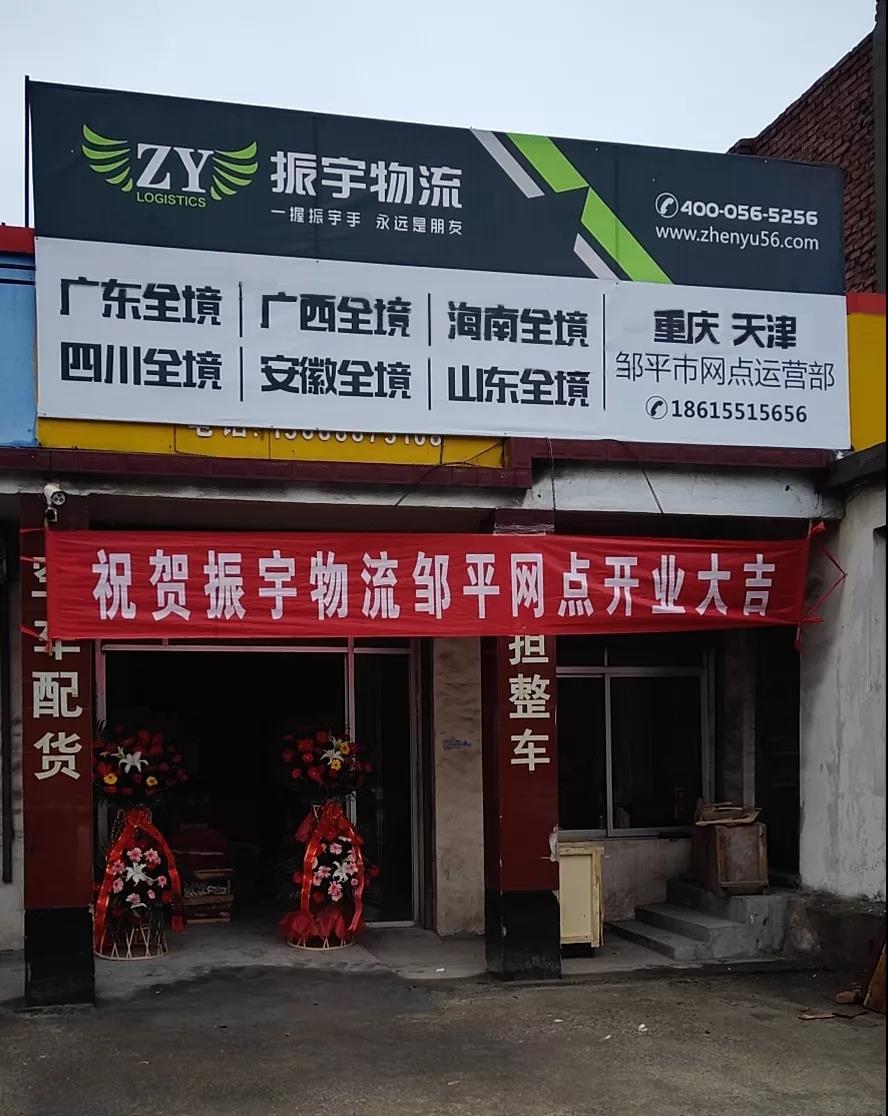 ZY
LOGISTICS
振宇物流
一握振宇手 永远是朋友
400-056-5256
www.zhenyu56.com
广东全境
广西全境
海南全境
重庆 天津
四川全境
安徽全境
山东全境
邹平市网点运营部
18615515656
祝贺振宇物流邹平网点开业大吉
车配货
担整车